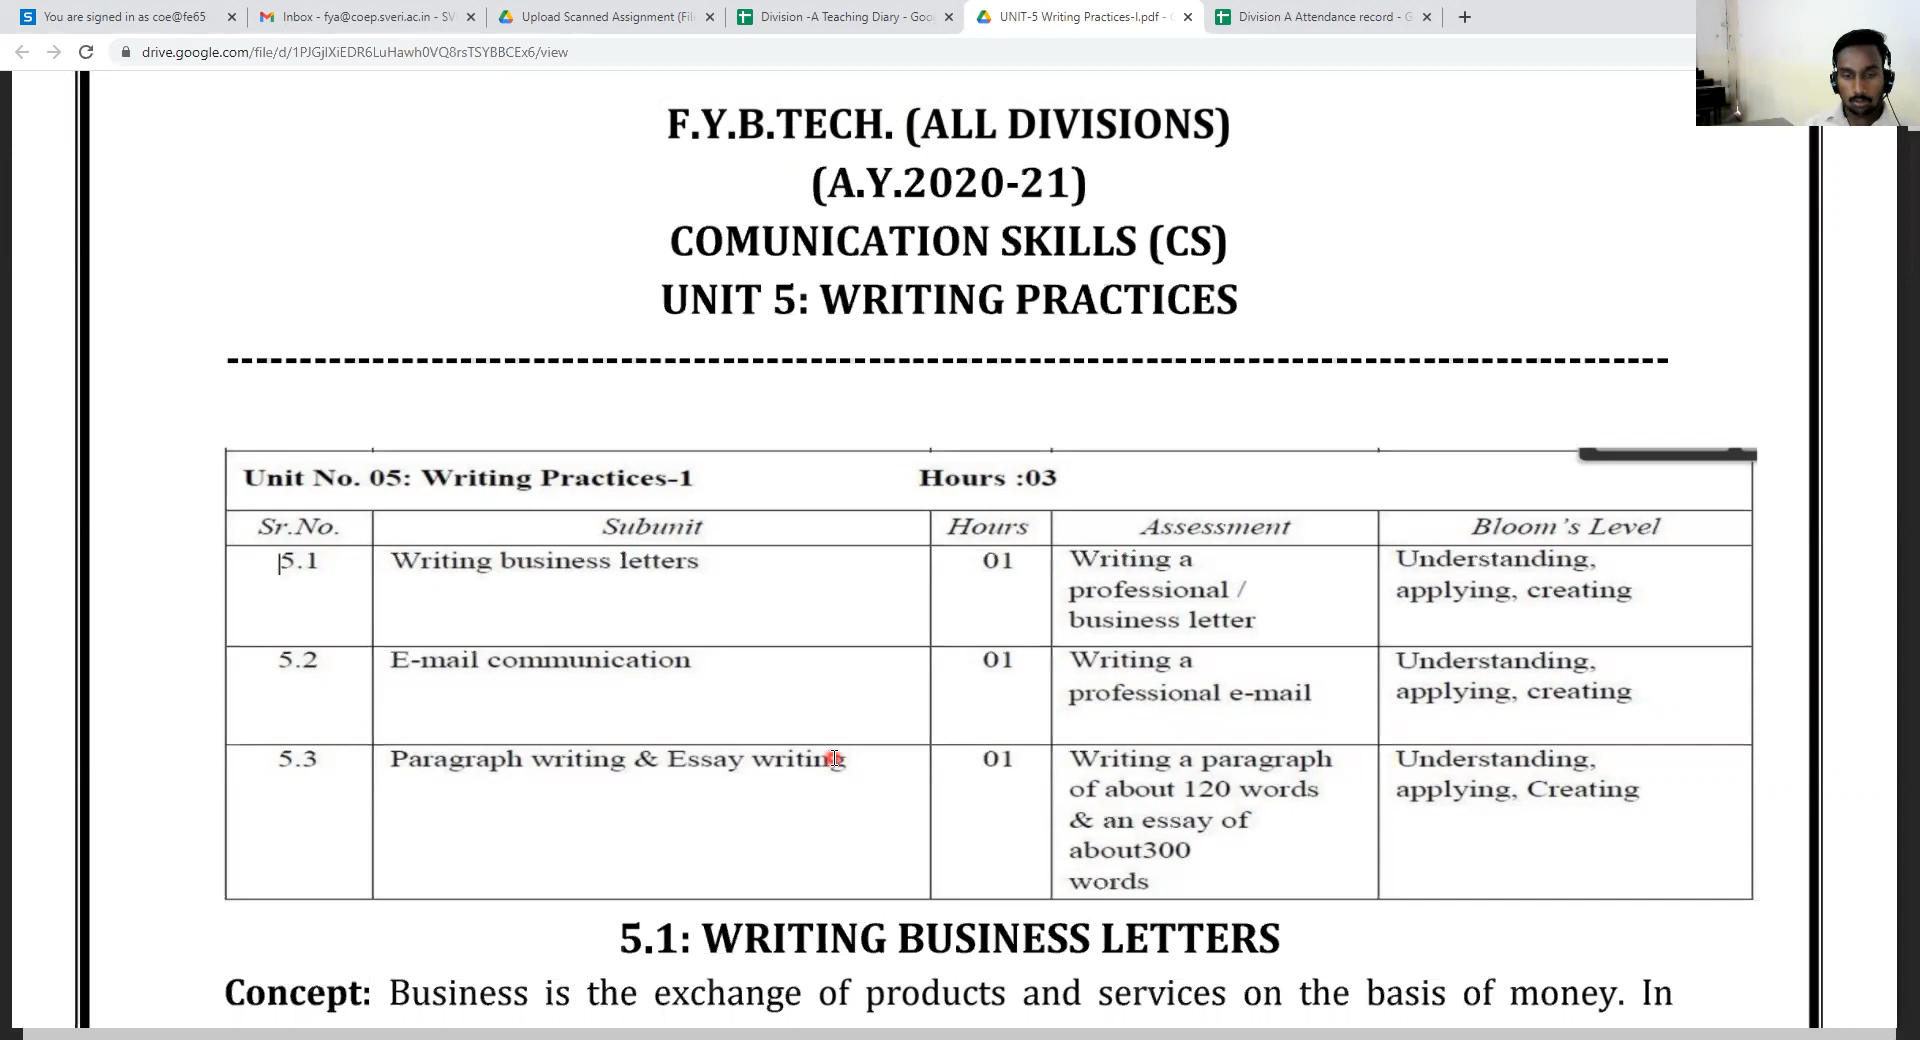 You are signed in as coe@fe65
Inbox - fya@coep.sveri.ac.in - SV
Upload Scanned Assignment (Fil
Division -A Teaching Diary - Goo
UNIT-5 Writing Practices-I.pdf -
Division A Attendance record - G
drive.google.com/file/d/1PJGjlXiEDR6LuHawh0VQ8rsTSYBBCEx6/view
F.Y.B.TECH. (ALL DIVISIONS)
(A.Y.2020-21)
COMUNICATION SKILLS (CS)
UNIT 5: WRITING PRACTICES
Unit No. 05: Writing Practices-1 Hours :03
Sr.No. Subunit Hours Assessment Bloom's Level
5.1 Writing business letters 01 Writing a Understanding,
professional / applying, creating
business letter
5.2 E-mail communication 01 Writing a Understanding,
professional e-mail applying, creating
5.3 Paragraph writing & Essay writing 01 Writing a paragraph Understanding,
of about 120 words applying, Creating
& an essay of
about300
words
5.1: WRITING BUSINESS LETTERS
Concept: Business is the exchange of products and services on the basis of money. In